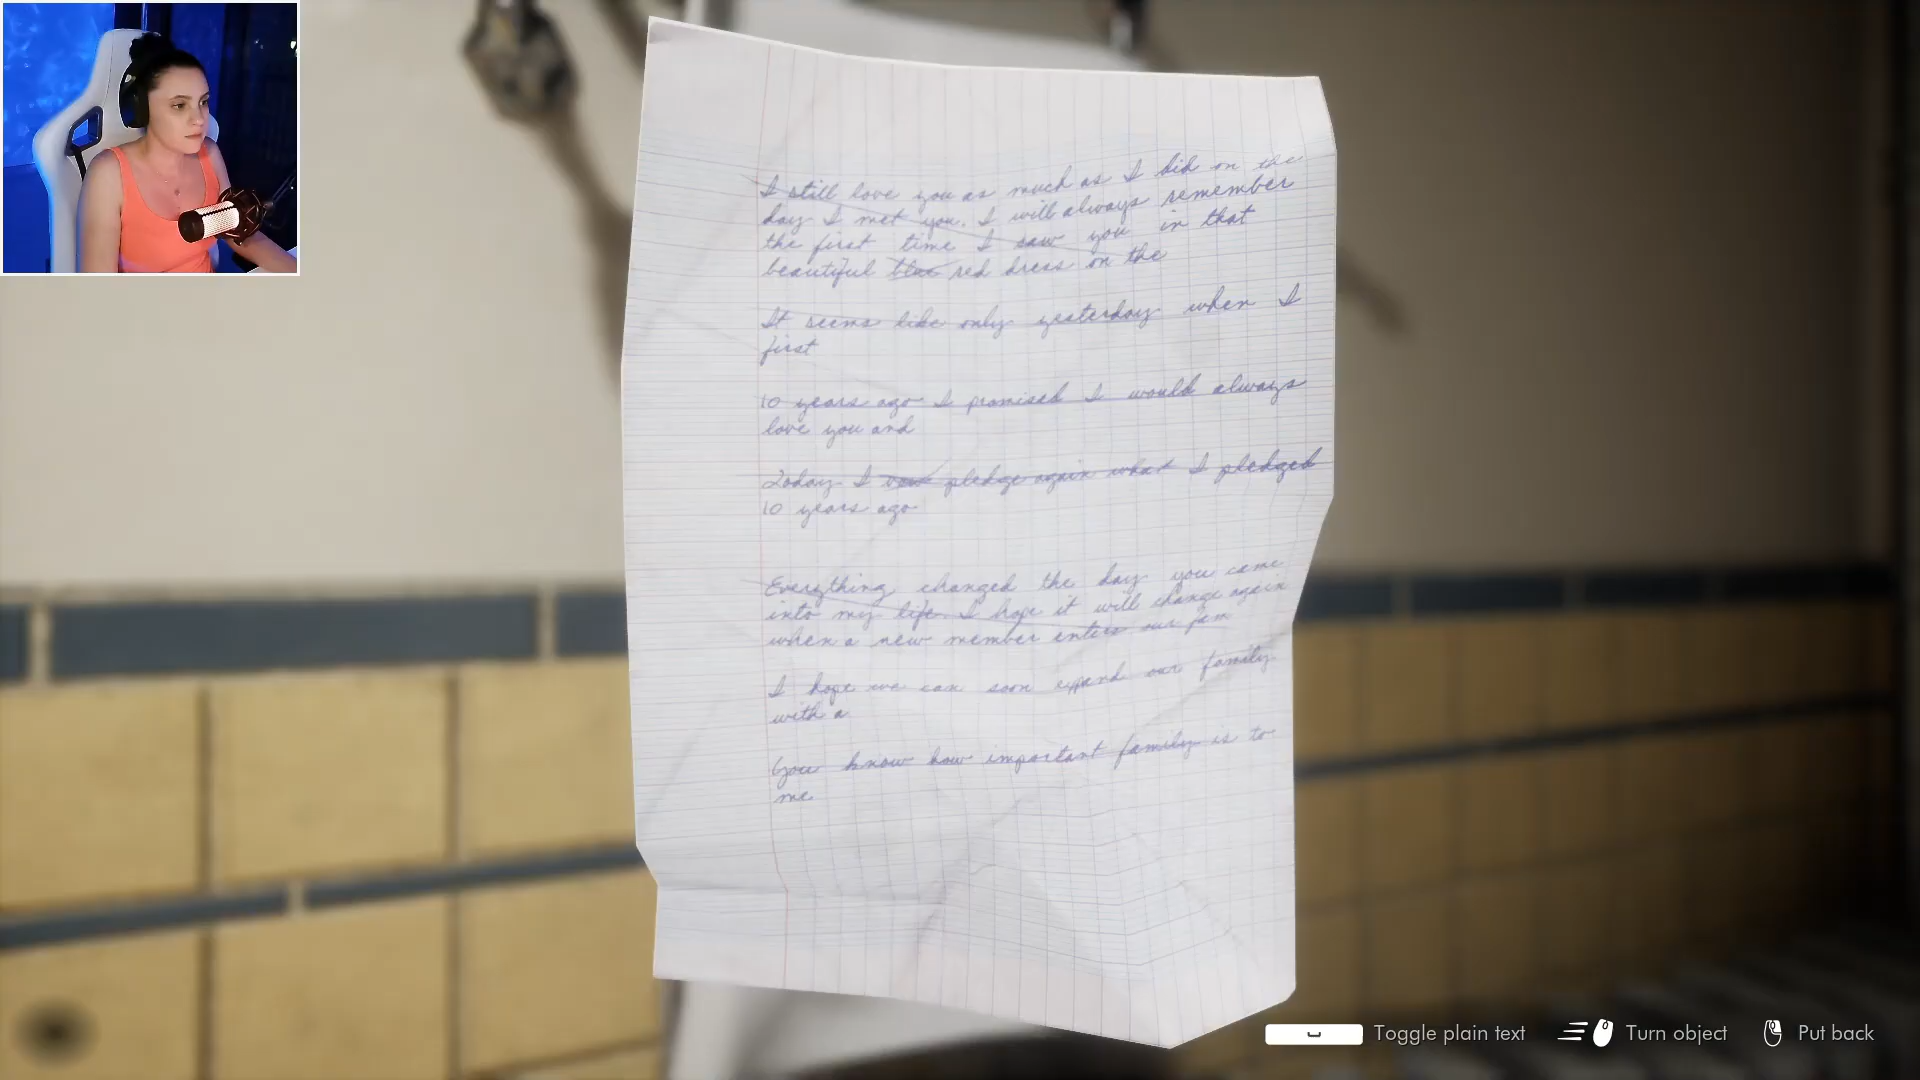 I still love you as much as I did on the
day I met you. I will always remember
the first time I saw you in that
beautiful blue red dress on the
It seems like only yesterday when I
first
10 years ago I promised I would always
love you and
Today I vow pledge again what I pledged
10 years ago
Everything changed the day you came
into my life. I hope it will change again
when a new member enters our fam
I hope we can soon expand our family
with a
You know how important family is to
me
Toggle plain text
Turn object
Put back